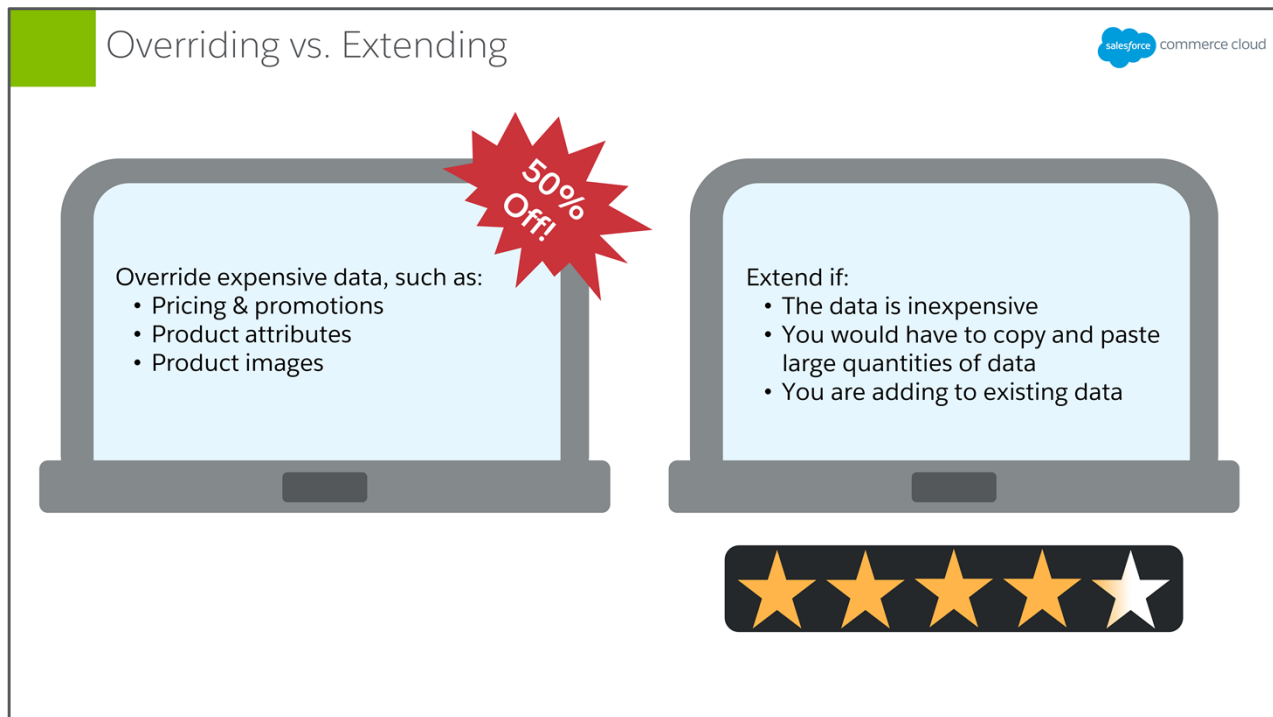 Overriding vs. Extending
salesforce commerce cloud
50%
Off!
Override expensive data, such as:
• Pricing & promotions
• Product attributes
• Product images
Extend if:
• The data is inexpensive
• You would have to copy and paste
large quantities of data
• You are adding to existing data